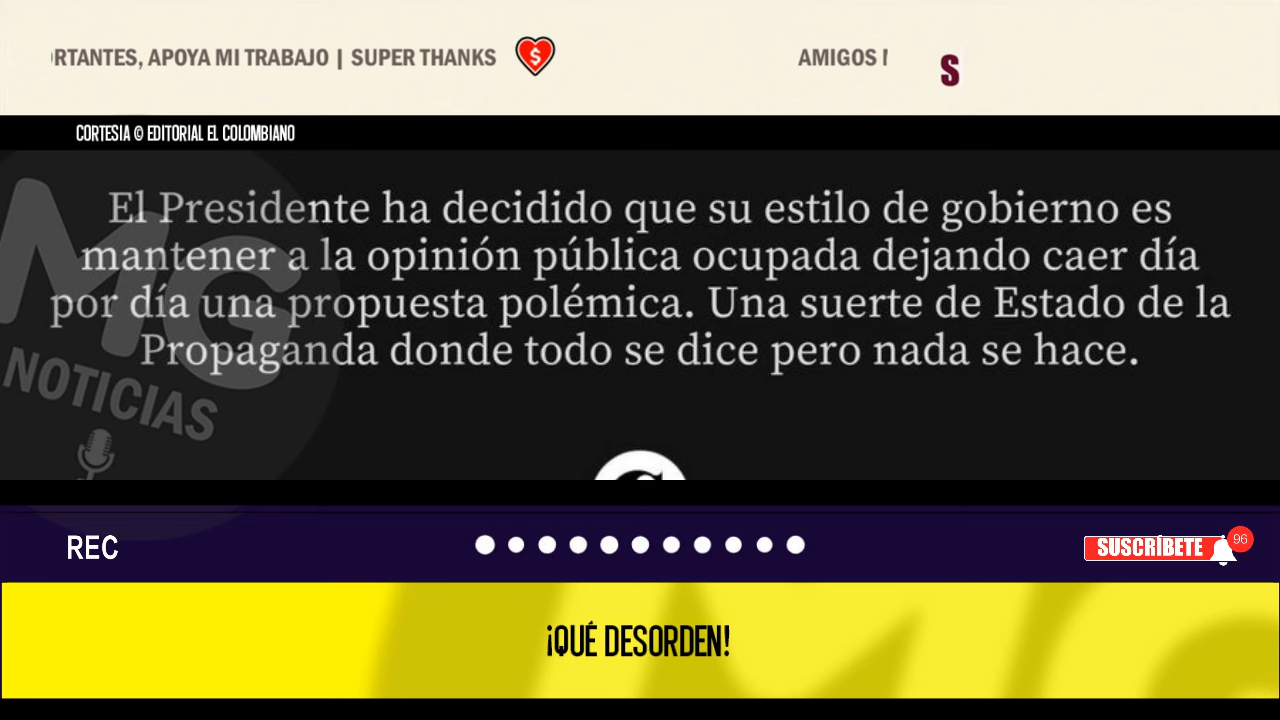 RTANTES, APOYA MI TRABAJO | SUPER THANKS
AMIGOS
S
CORTESIA © EDITORIAL EL COLOMBIANO
El Presidente ha decidido que su estilo de gobierno es
mantener a la opinión pública ocupada dejando caer día
por día una propuesta polémica. Una suerte de Estado de la
Propaganda donde todo se dice pero nada se hace.
MG
NOTICIAS
REC
SUSCRÍBETE
96
¡QUÉ DESORDEN!